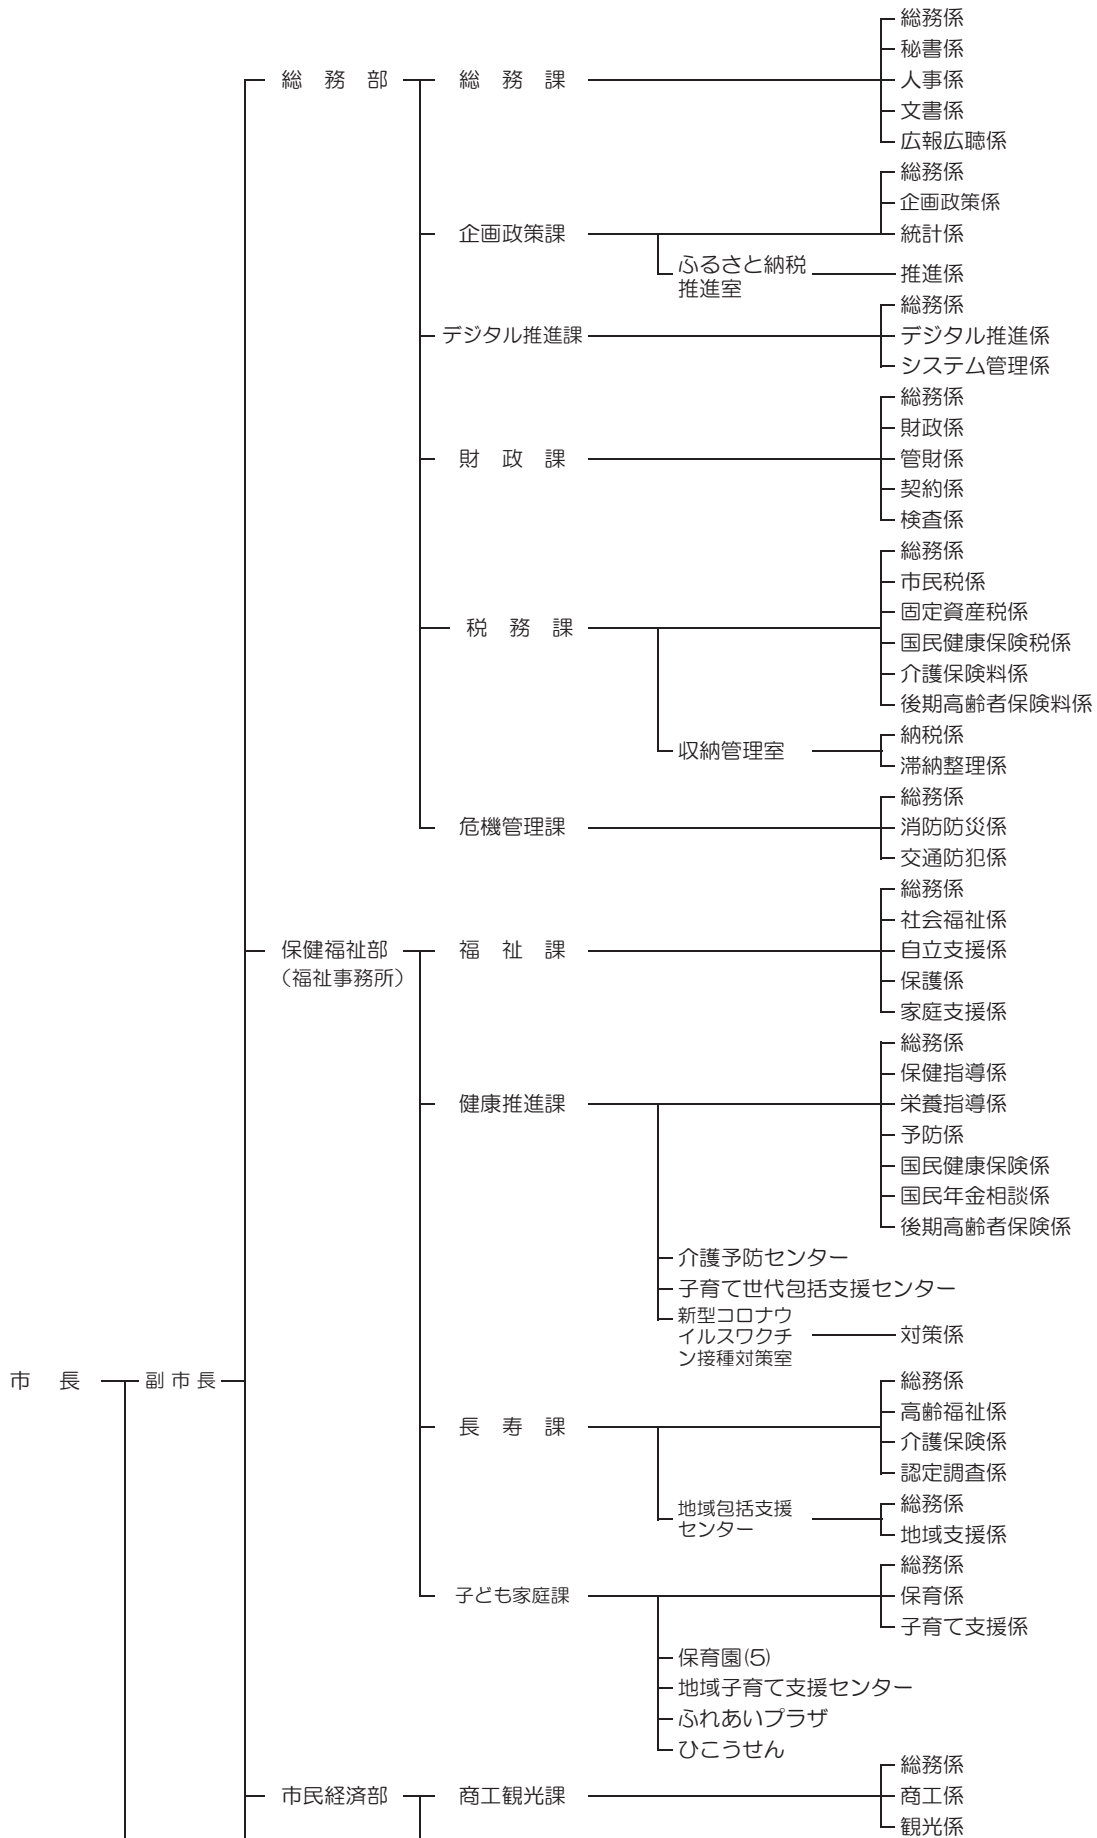 総務係
秘書係
総務部 総務課 人事係
文書係
広報広聴係
総務係
企画政策係
企画政策課 統計係
ふるさと納税
推進室
推進係
総務係
デジタル推進課 デジタル推進係
システム管理係
総務係
財政係
財政課 管財係
契約係
検査係
総務係
市民税係
固定資産税係
税務課
国民健康保険税係
介護保険料係
後期高齢者保険料係
納税係
収納管理室
滞納整理係
総務係
危機管理課 消防防災係
交通防犯係
総務係
社会福祉係
保健福祉部 福祉課 自立支援係
(福祉事務所) 保護係
家庭支援係
総務係
保健指導係
健康推進課 栄養指導係
予防係
国民健康保険係
国民年金相談係
後期高齢者保険係
介護予防センター
子育て世代包括支援センター
新型コロナウ
イルスワクチ
ン接種対策室
対策係
市長 副市長 総務係
高齢福祉係
長寿課
介護保険係
認定調査係
地域包括支援
センター
総務係
地域支援係
総務係
子ども家庭課 保育係
子育て支援係
保育園(5)
地域子育て支援センター
ふれあいプラザ
ひこうせん
総務係
市民経済部 商工観光課 商工係
観光係